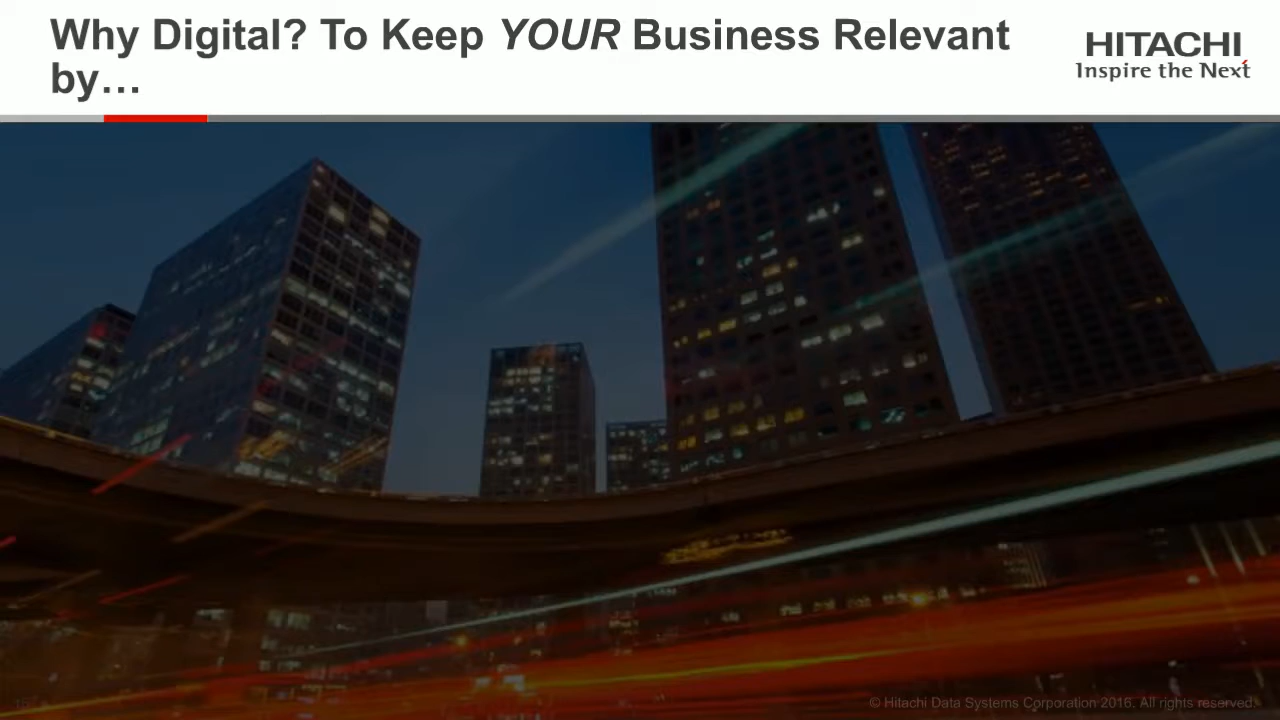 Why Digital? To Keep YOUR Business Relevant
by…
HITACHI
Inspire the Next
© Hitachi Data Systems Corporation 2016. All rights reserved.